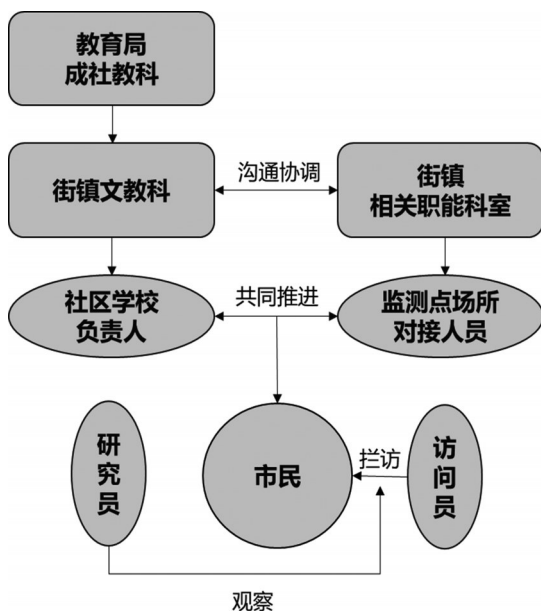 教育局
成社教科
街镇文教科
沟通协调
街镇
相关职能科室
社区学校
负责人
共同推进
监测点场所
对接人员
研究员
市民
拦访
访问员
观察